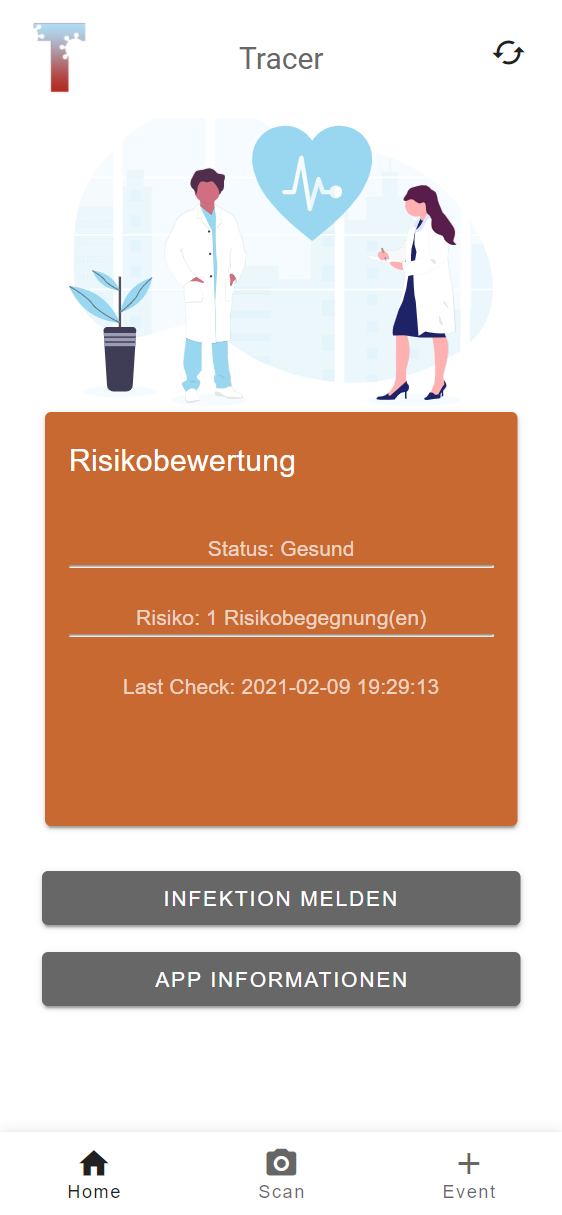 Tracer
Risikobewertung
Status: Gesund
Risiko: 1 Risikobegegnung(en)
Last Check: 2021-02-09 19:29:13
INFEKTION MELDEN
APP INFORMATIONEN
Home Scan Event